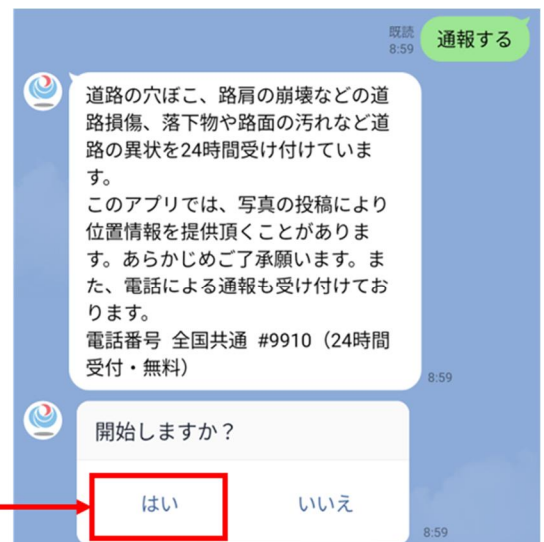 既読
8:59
通報する
道路の穴ぼこ、路肩の崩壊などの道
路損傷、落下物や路面の汚れなど道
路の異状を24時間受け付けていま
す。
このアプリでは、写真の投稿により
位置情報を提供頂くことがありま
す。あらかじめご了承願います。ま
た、電話による通報も受け付けてお
ります。
電話番号 全国共通 #9910（24時間
受付・無料）
8:59
開始しますか？
はい いいえ
8:59